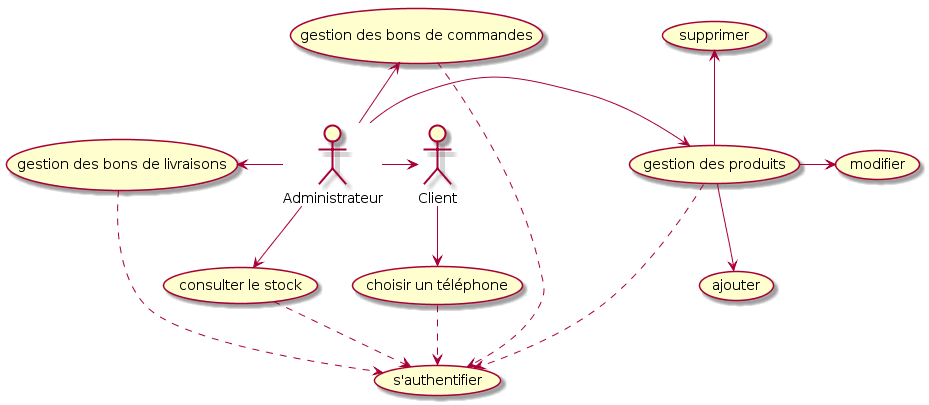 gestion des bons de commandes
supprimer
gestion des bons de livraisons
gestion des produits
modifier
Administrateur
Client
consulter le stock
choisir un téléphone
ajouter
s'authentifier